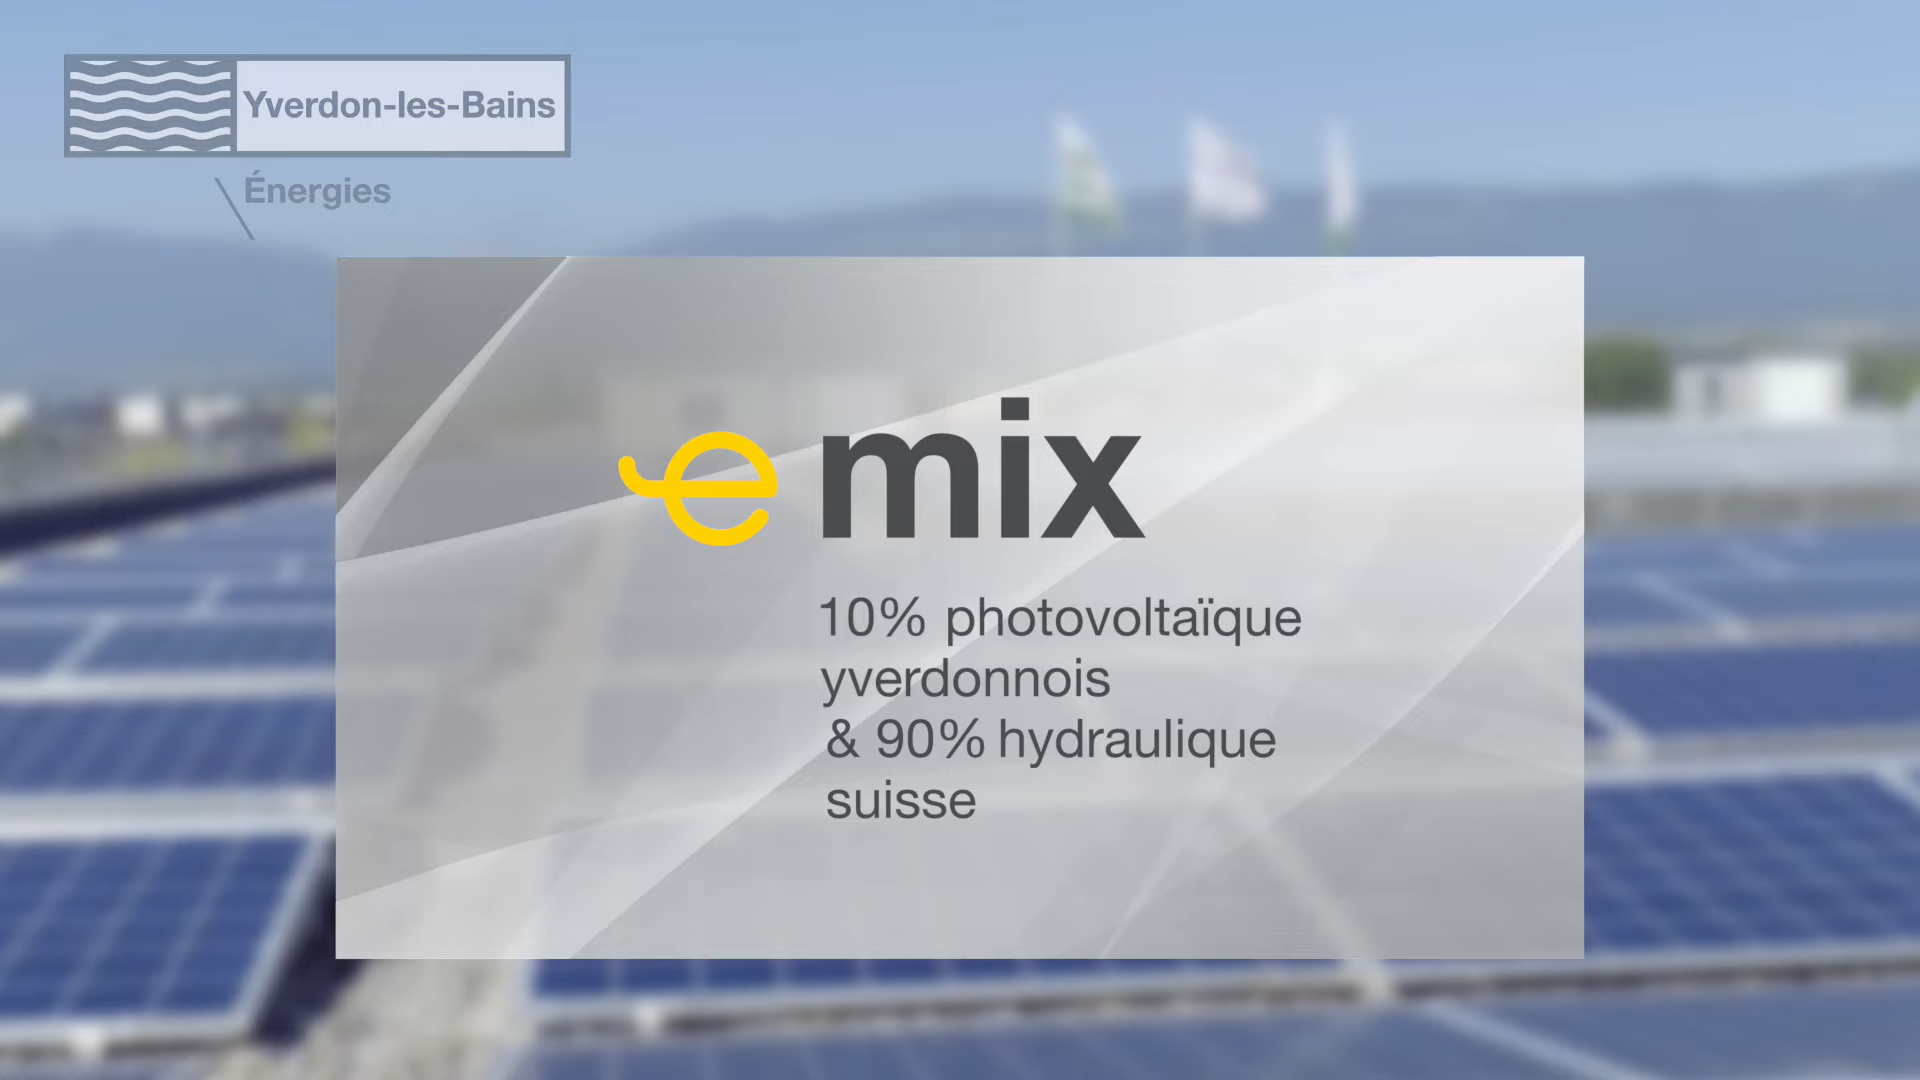 Yverdon-les-Bains
Énergies
e mix
10% photovoltaïque
yverdonnois
& 90% hydraulique
suisse